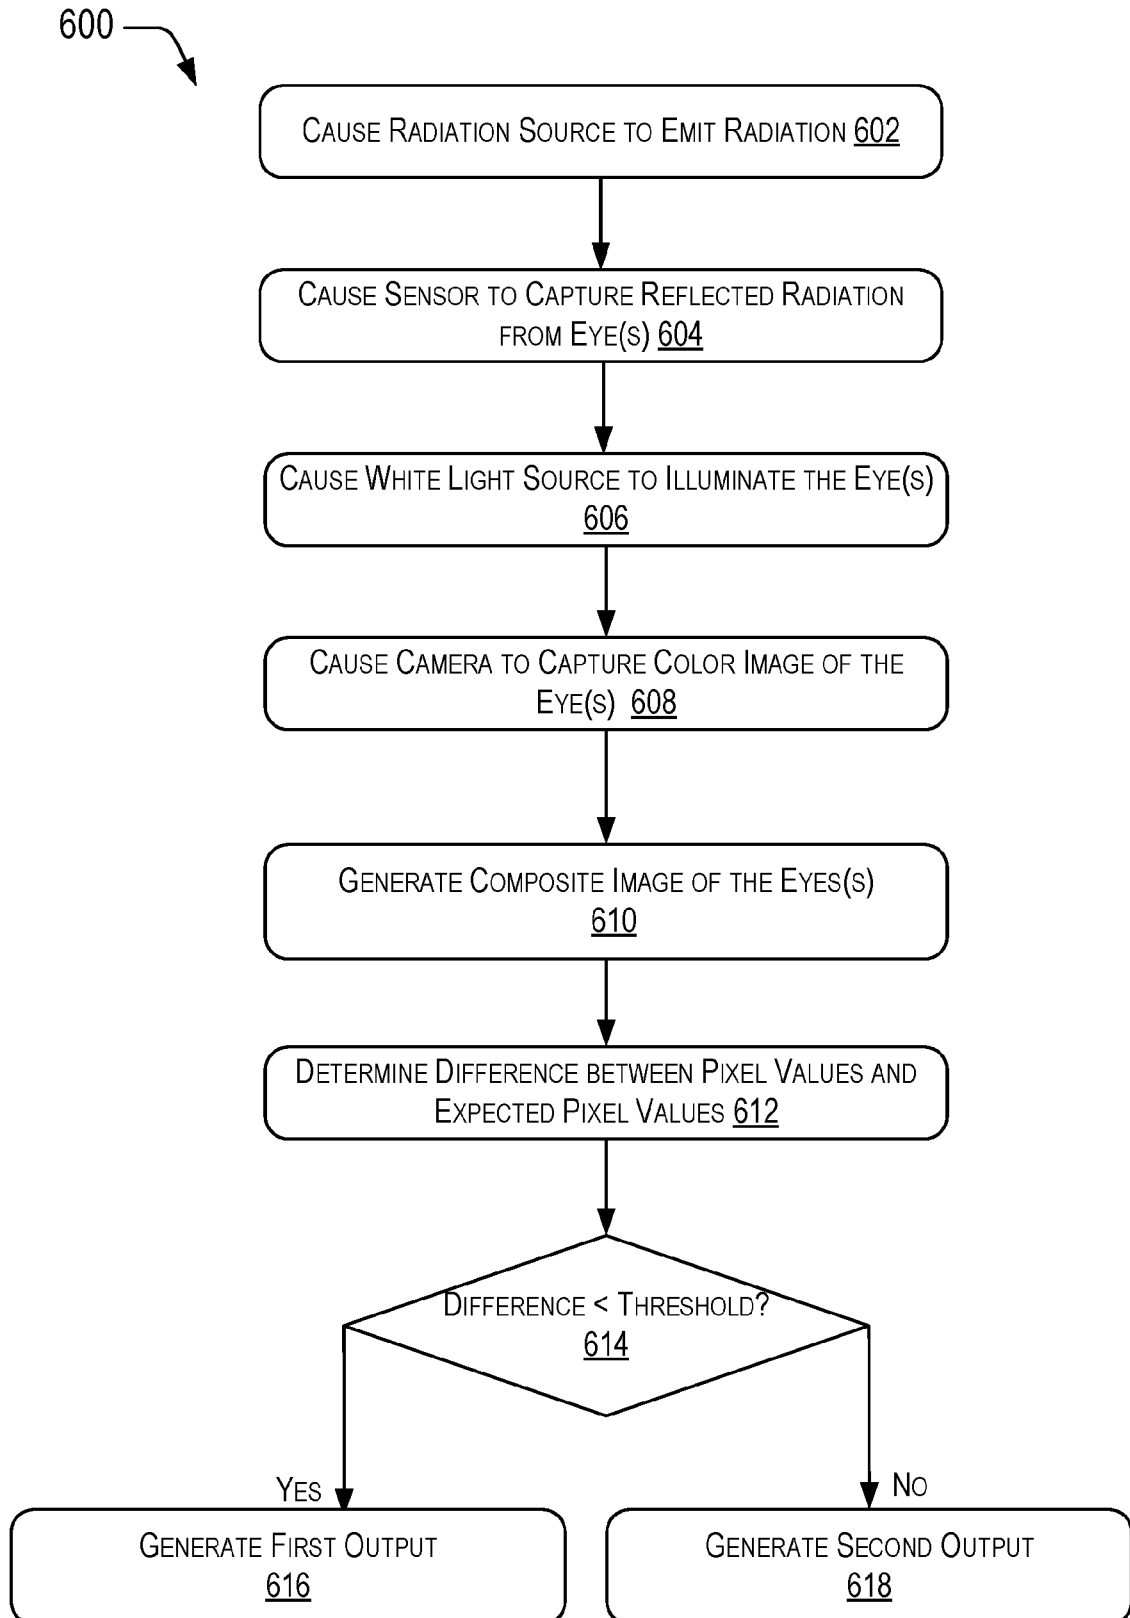 600
CAUSE RADIATION SOURCE TO EMIT RADIATION 602
CAUSE SENSOR TO CAPTURE REFLECTED RADIATION
FROM EYE(S) 604
CAUSE WHITE LIGHT SOURCE TO ILLUMINATE THE EYE(S)
606
CAUSE CAMERA TO CAPTURE COLOR IMAGE OF THE
EYE(S) 608
GENERATE COMPOSITE IMAGE OF THE EYES(S)
610
DETERMINE DIFFERENCE BETWEEN PIXEL VALUES AND
EXPECTED PIXEL VALUES 612
DIFFERENCE < THRESHOLD?
614
YES
NO
GENERATE FIRST OUTPUT
616
GENERATE SECOND OUTPUT
618